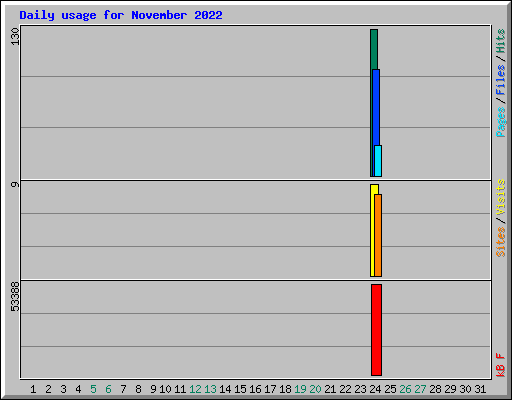 Daily usage for November 2022
130
Pages/Files/Hits
9
Sites/Visits
53388
kB F
1 2 3 4 5 6 7 8 9 10 11 12 13 14 15 16 17 18 19 20 21 22 23 24 25 26 27 28 29 30 31